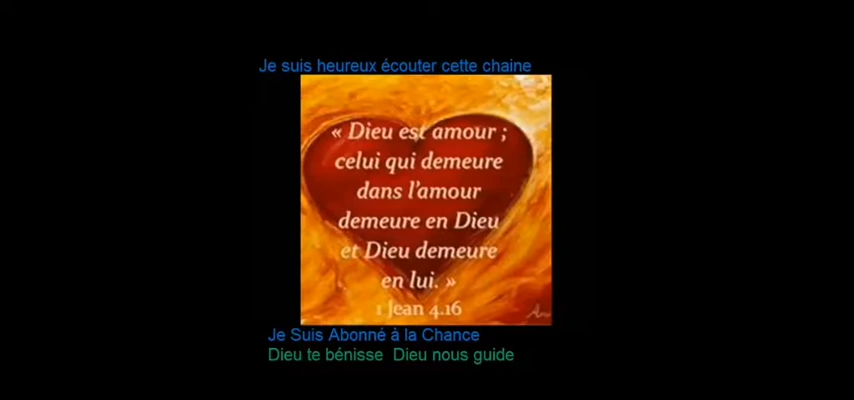 Je suis heureux écouter cette chaine
« Dieu est amour ;
celui qui demeure
dans l'amour
demeure en Dieu
et Dieu demeure
en lui. »
1 Jean 4.16
Je Suis Abonné à la Chance
Dieu te bénisse Dieu nous guide